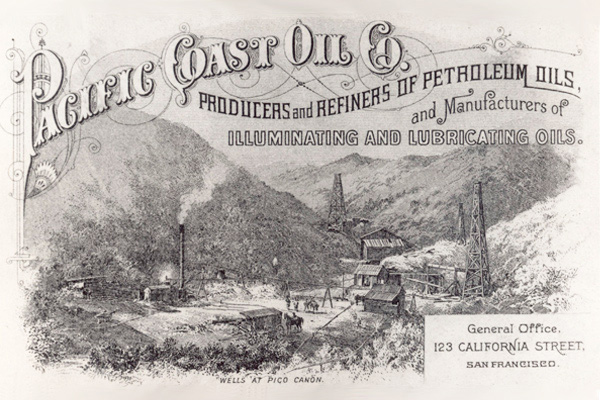 PACIFIC COAST OIL CO.
PRODUCERS and REFINERS OF PETROLEUM OILS,
and Manufacturers of
ILLUMINATING AND LUBRICATING OILS.
General Office.
123 CALIFORNIA STREET,
SAN FRANCISCO.
"WELLS" AT PICO CAÑON.